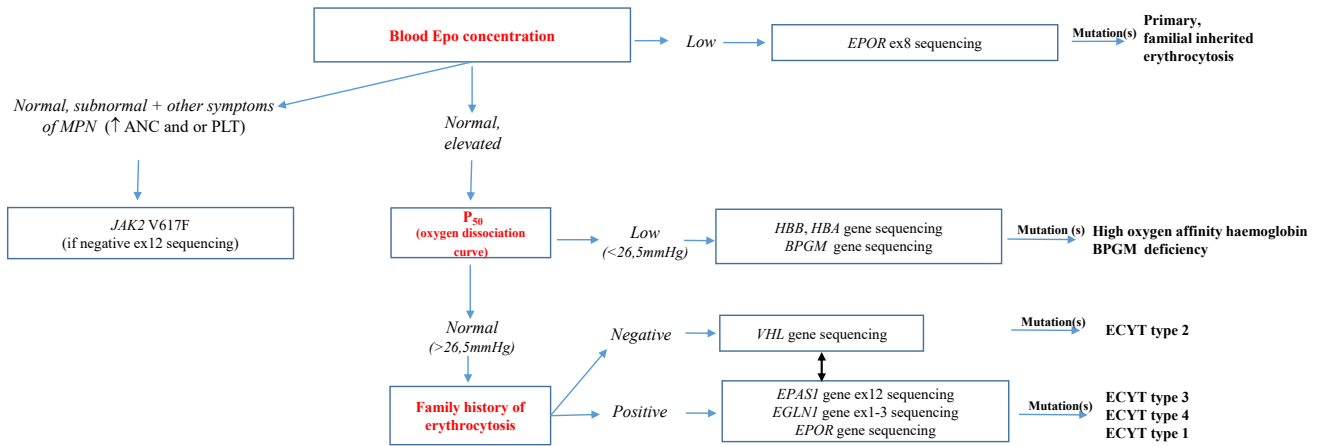 Blood Epo concentration
Low
EPOR ex8 sequencing
Mutation(s)
Primary,
familial inherited
erythrocytosis
Normal, subnormal + other symptoms
of MPN (↑ ANC and or PLT)
Normal,
elevated
JAK2 V617F
(if negative ex12 sequencing)
P50
(oxygen dissociation
curve)
Low
(<26,5mmHg)
HBB, HBA gene sequencing
BPGM gene sequencing
Mutation (s)
High oxygen affinity haemoglobin
BPGM deficiency
Normal
(>26,5mmHg)
Negative
VHL gene sequencing
Mutation(s)
ECYT type 2
Family history of
erythrocytosis
Positive
EPAS1 gene ex12 sequencing
EGLN1 gene ex1-3 sequencing
EPOR gene sequencing
Mutation(s)
ECYT type 3
ECYT type 4
ECYT type 1